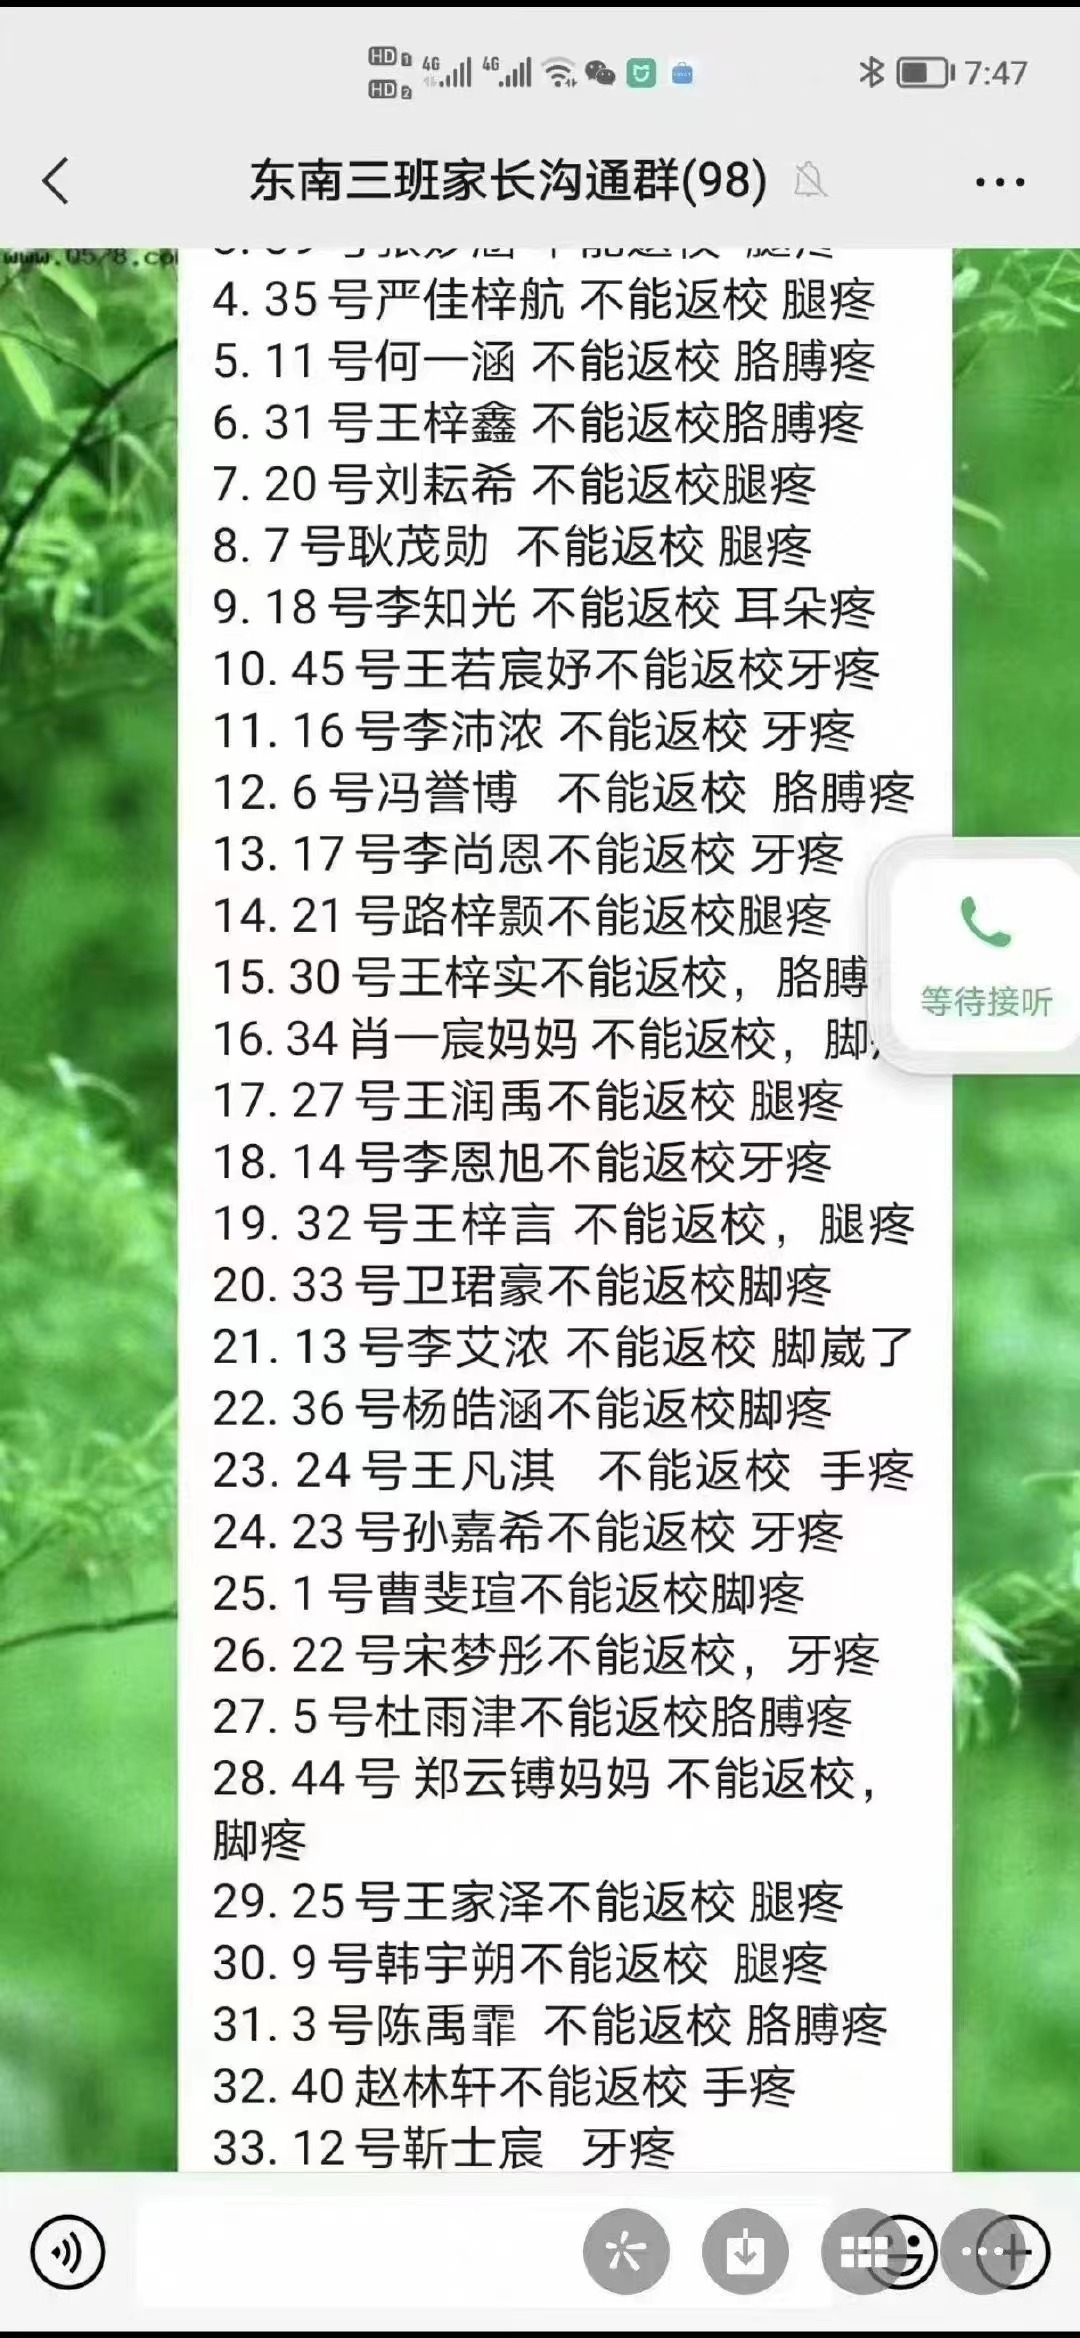 HD 1 4G 4G 7:47
HD 2
东南三班家长沟通群(98)
www.0578.co
4. 35号严佳梓航 不能返校 腿疼
5. 11号何一涵 不能返校 胳膊疼
6. 31号王梓鑫 不能返校胳膊疼
7. 20号刘耘希 不能返校腿疼
8. 7号耿茂勋 不能返校 腿疼
9. 18号李知光 不能返校 耳朵疼
10. 45号王若宸妤不能返校牙疼
11. 16号李沛浓 不能返校 牙疼
12. 6号冯誉博 不能返校 胳膊疼
13. 17号李尚恩不能返校 牙疼
14. 21号路梓颢不能返校腿疼
15. 30号王梓实不能返校，胳膊
16. 34肖一宸妈妈 不能返校，脚
等待接听
17. 27号王润禹不能返校 腿疼
18. 14号李恩旭不能返校牙疼
19. 32号王梓言 不能返校，腿疼
20. 33号卫珺豪不能返校脚疼
21. 13号李艾浓 不能返校 脚崴了
22. 36号杨皓涵不能返校脚疼
23. 24号王凡淇 不能返校 手疼
24. 23号孙嘉希不能返校 牙疼
25. 1号曹斐瑄不能返校脚疼
26. 22号宋梦彤不能返校，牙疼
27. 5号杜雨津不能返校胳膊疼
28. 44号 郑云镈妈妈 不能返校，
脚疼
29. 25号王家泽不能返校 腿疼
30. 9号韩宇朔不能返校 腿疼
31. 3号陈禹霏 不能返校 胳膊疼
32. 40赵林轩不能返校 手疼
33. 12号靳士宸 牙疼